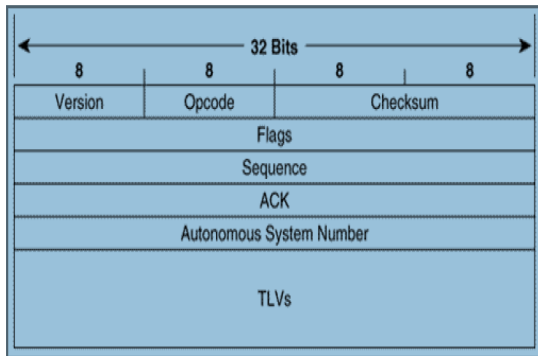 32 Bits
8 8 8 8
Version Opcode Checksum
Flags
Sequence
ACK
Autonomous System Number
TLVs